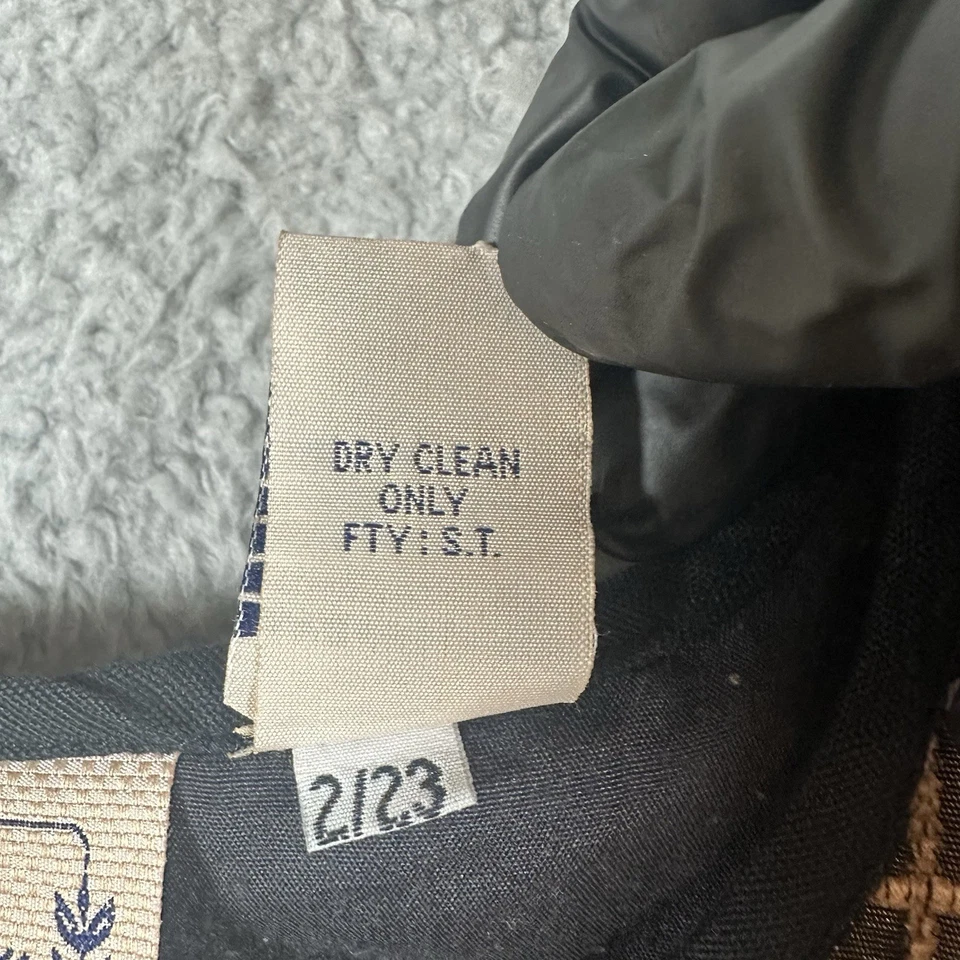 DRY CLEAN
ONLY
FTY: S.T.
2/23